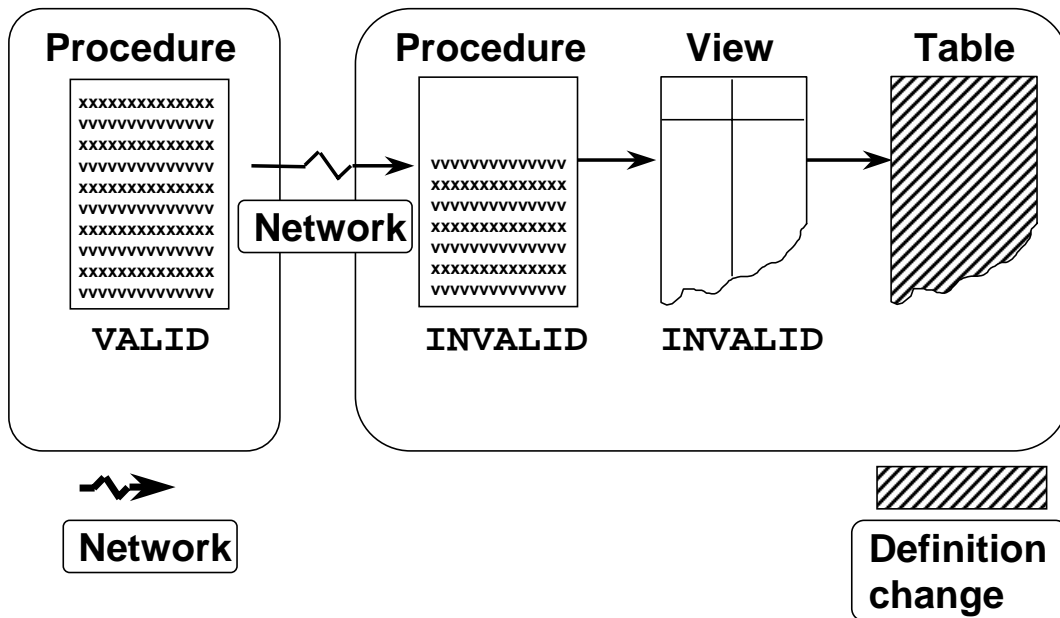 Procedure
xxxxxxxxxxxxxx
vvvvvvvvvvvvvv
xxxxxxxxxxxxxx
vvvvvvvvvvvvvv
xxxxxxxxxxxxxx
vvvvvvvvvvvvvv
xxxxxxxxxxxxxx
vvvvvvvvvvvvvv
xxxxxxxxxxxxxx
vvvvvvvvvvvvvv
VALID
Network
Procedure
vvvvvvvvvvvvvv
xxxxxxxxxxxxxx
vvvvvvvvvvvvvv
xxxxxxxxxxxxxx
vvvvvvvvvvvvvv
xxxxxxxxxxxxxx
vvvvvvvvvvvvvv
INVALID
View
INVALID
Table
Network
Definition
change